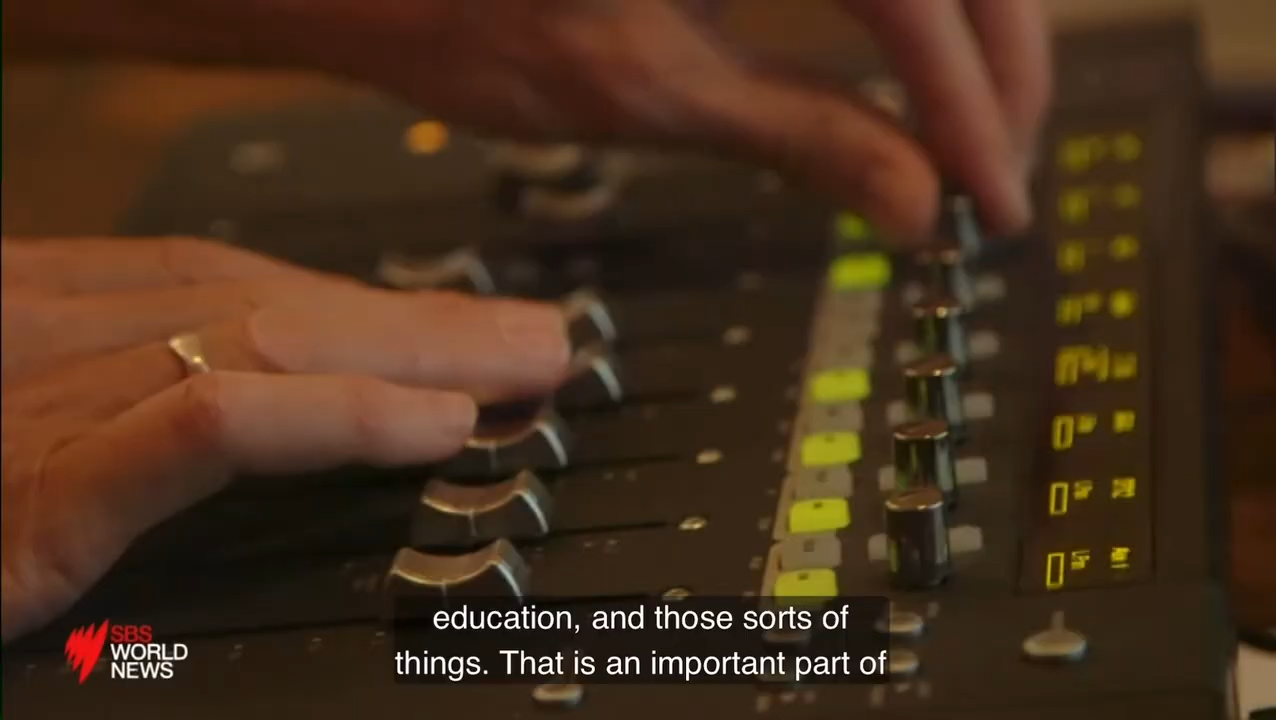 education, and those sorts of
things. That is an important part of
SBS
WORLD
NEWS